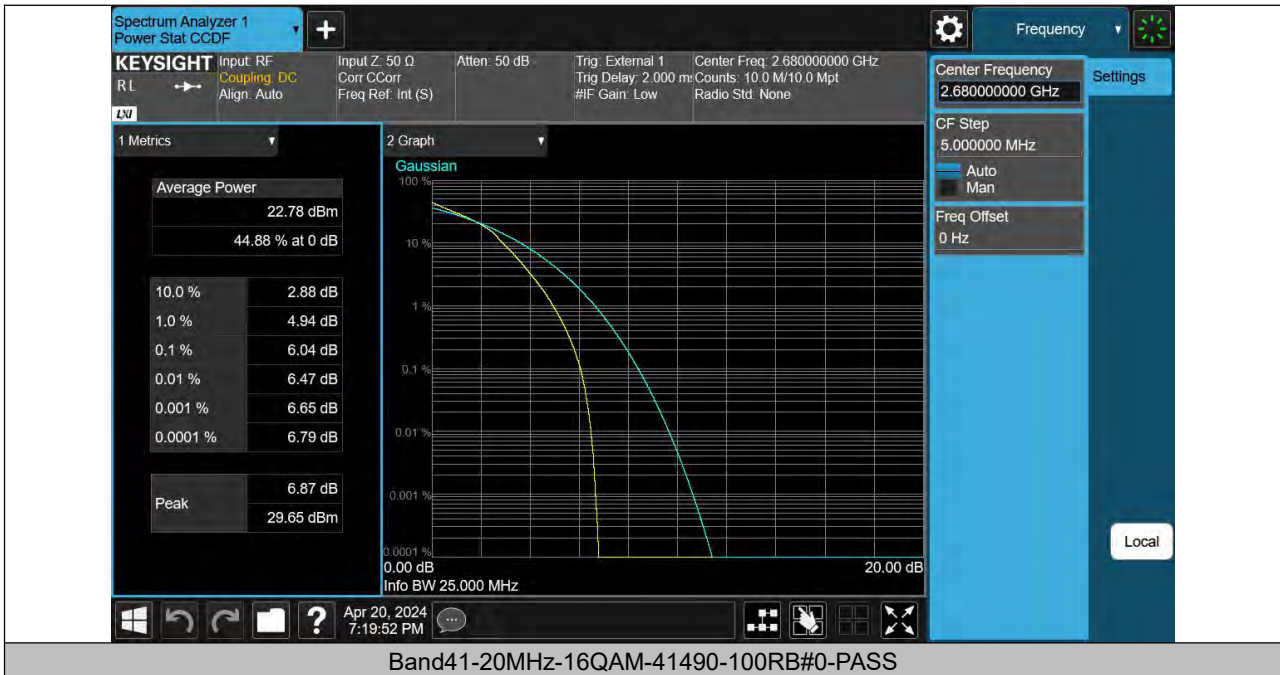 Spectrum Analyzer 1
Power Stat CCDF
+
Frequency
KEYSIGHT
RL
LXI
Input: RF
Coupling: DC
Align: Auto
Input Z: 50 Ω
Corr CCorr
Freq Ref: Int (S)
Atten: 50 dB
Trig: External 1
Trig Delay: 2.000 ms
#IF Gain: Low
Center Freq: 2.680000000 GHz
Counts: 10.0 M/10.0 Mpt
Radio Std: None
Center Frequency
2.680000000 GHz
Settings
CF Step
5.000000 MHz
Auto
Man
Freq Offset
0 Hz
1 Metrics
Average Power
22.78 dBm
44.88 % at 0 dB
10.0 % 2.88 dB
1.0 % 4.94 dB
0.1 % 6.04 dB
0.01 % 6.47 dB
0.001 % 6.65 dB
0.0001 % 6.79 dB
Peak
6.87 dB
29.65 dBm
2 Graph
Gaussian
100 %
10 %
1 %
0.1 %
0.01 %
0.001 %
0.0001 %
0.00 dB 20.00 dB
Info BW 25.000 MHz
Local
?
Apr 20, 2024
7:19:52 PM
Band41-20MHz-16QAM-41490-100RB#0-PASS